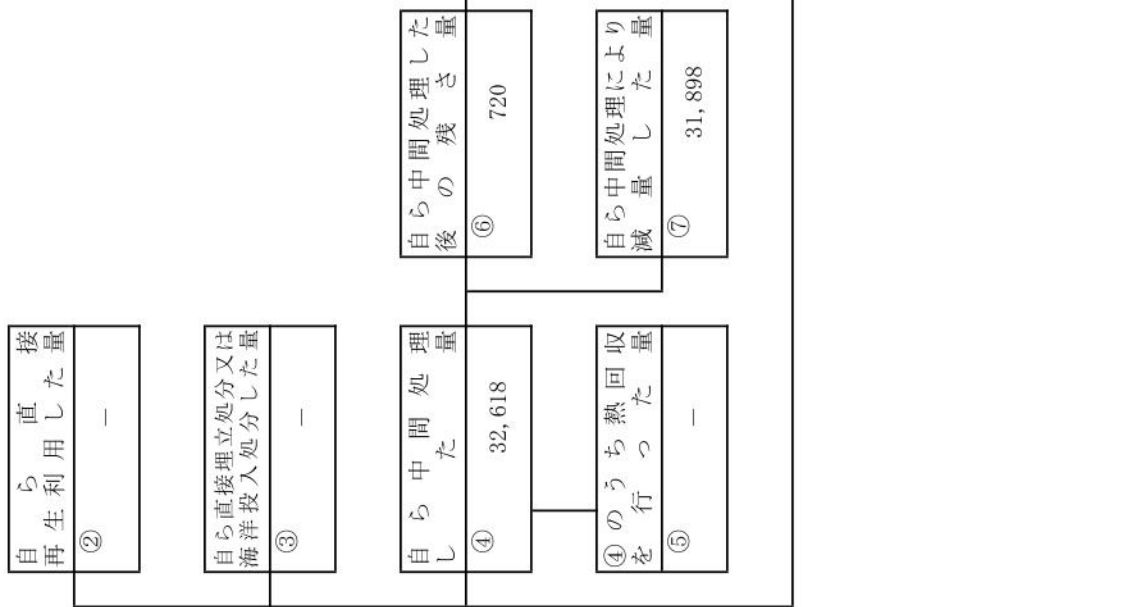 自ら直接
再生利用した量
② －
自ら直接埋立処分又は
海洋投入処分した量
③ －
自ら中間処理
した量
④ 32,618
④のうち熱回収
を行った量
⑤ －
自ら中間処理した
後の残さ量
⑥ 720
自ら中間処理により
減量した量
⑦ 31,898